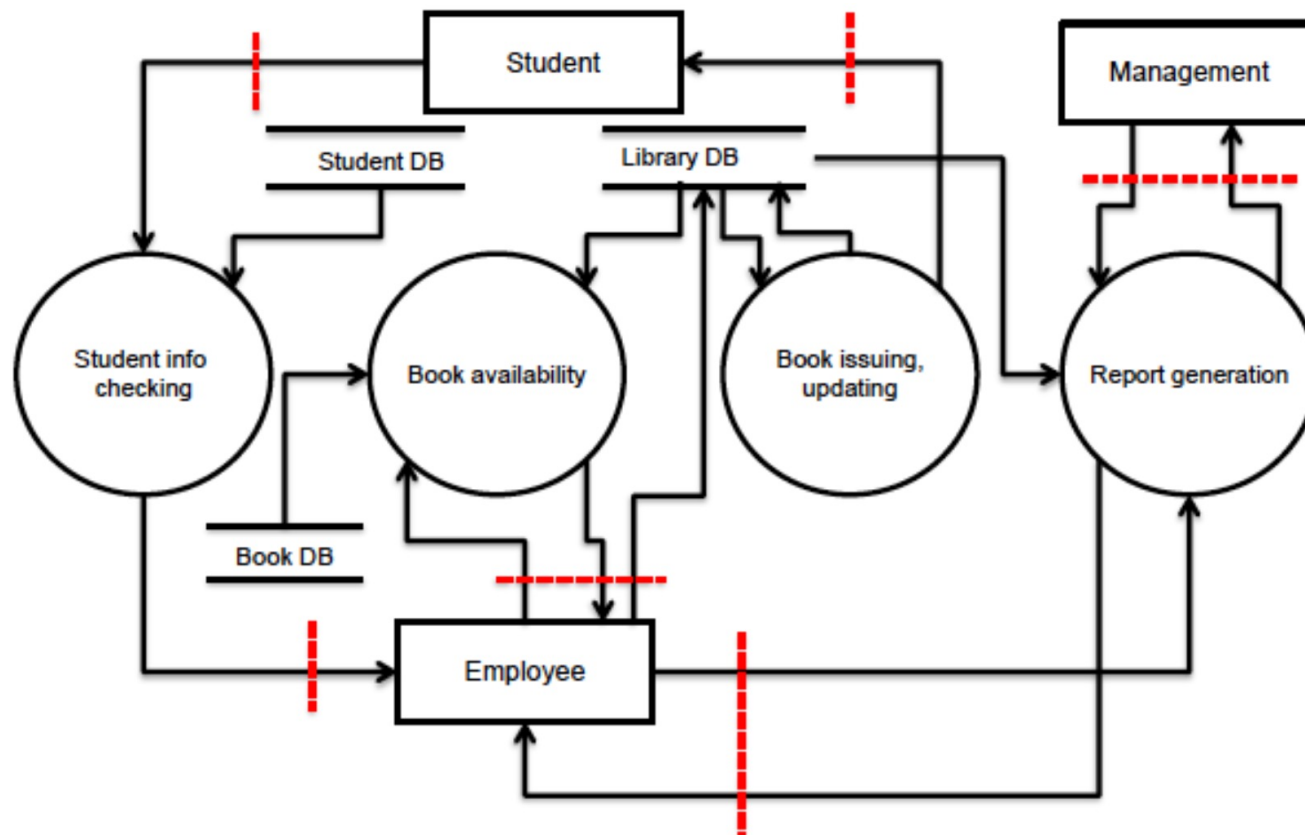 Student
Management
Student DB
Library DB
Student info
checking
Book availability
Book issuing,
updating
Report generation
Book DB
Employee